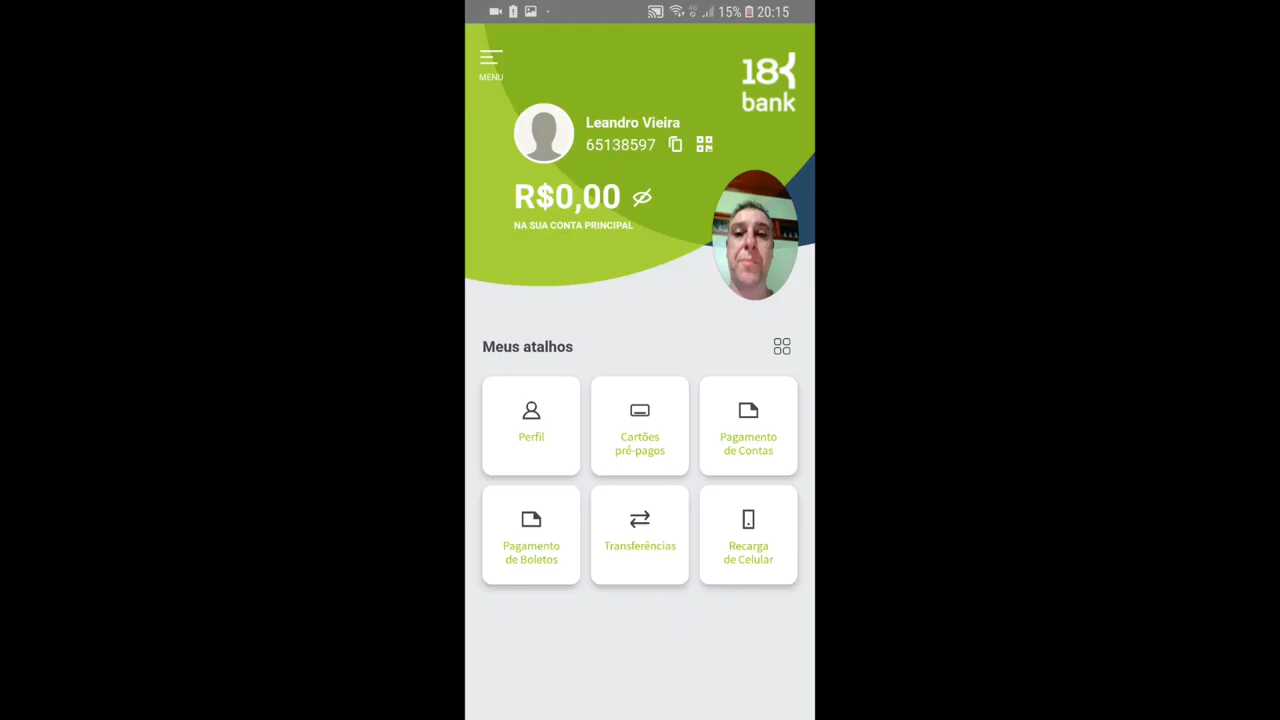 15% 20:15
MENU
18k
bank
Leandro Vieira
65138597
R$0,00
NA SUA CONTA PRINCIPAL
Meus atalhos
Perfil
Cartões
pré-pagos
Pagamento
de Contas
Pagamento
de Boletos
Transferências
Recarga
de Celular